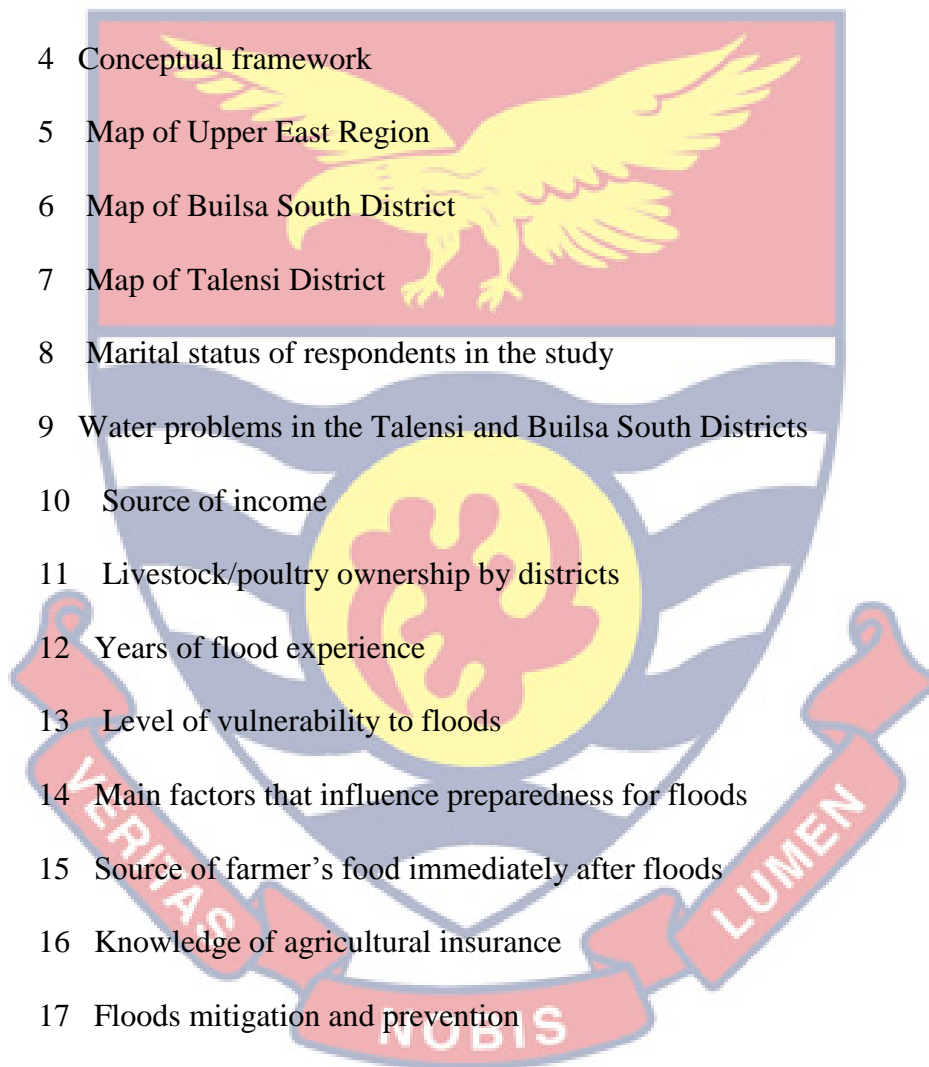 4 Conceptual framework
5 Map of Upper East Region
6 Map of Builsa South District
7 Map of Talensi District
8 Marital status of respondents in the study
9 Water problems in the Talensi and Builsa South Districts
10 Source of income
11 Livestock/poultry ownership by districts
12 Years of flood experience
13 Level of vulnerability to floods
14 Main factors that influence preparedness for floods
15 Source of farmer’s food immediately after floods
16 Knowledge of agricultural insurance
17 Floods mitigation and prevention
VERITAS
NOBIS
LUMEN